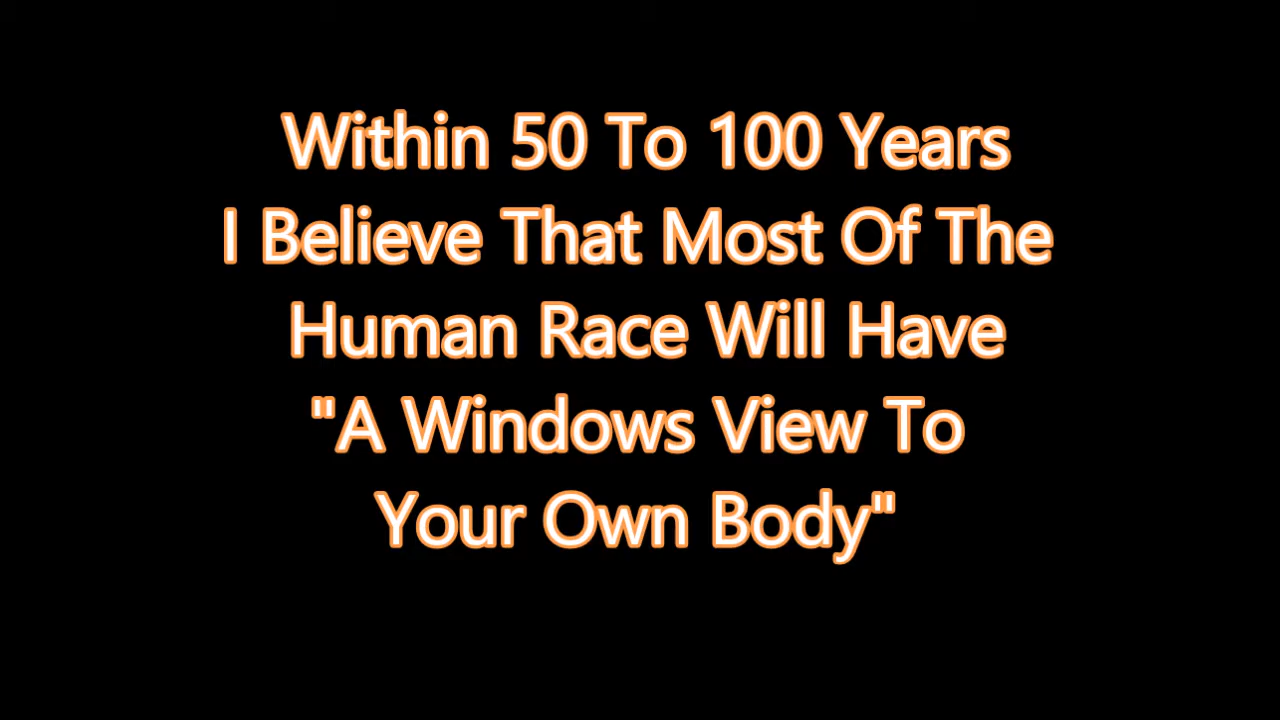 Within 50 To 100 Years
I Believe That Most Of The
Human Race Will Have
"A Windows View To
Your Own Body"